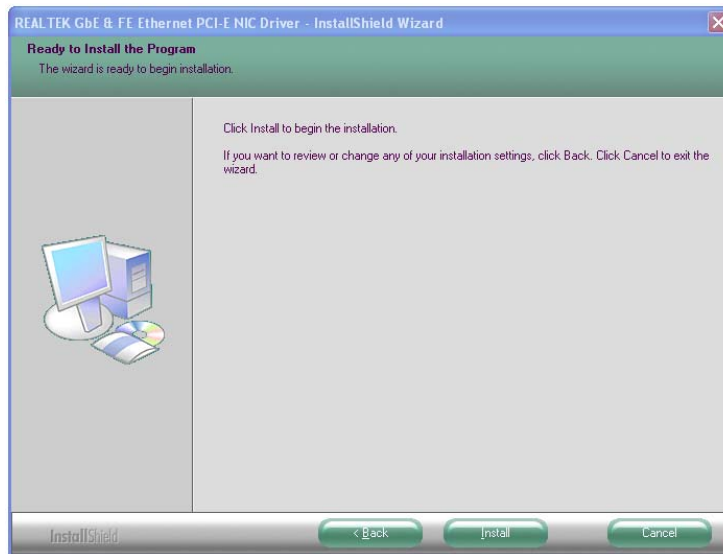 REALTEK GbE & FE Ethernet PCI-E NIC Driver - InstallShield Wizard
Ready to Install the Program
The wizard is ready to begin installation.
Click Install to begin the installation.
If you want to review or change any of your installation settings, click Back. Click Cancel to exit the
wizard.
InstallShield
< Back
Install
Cancel